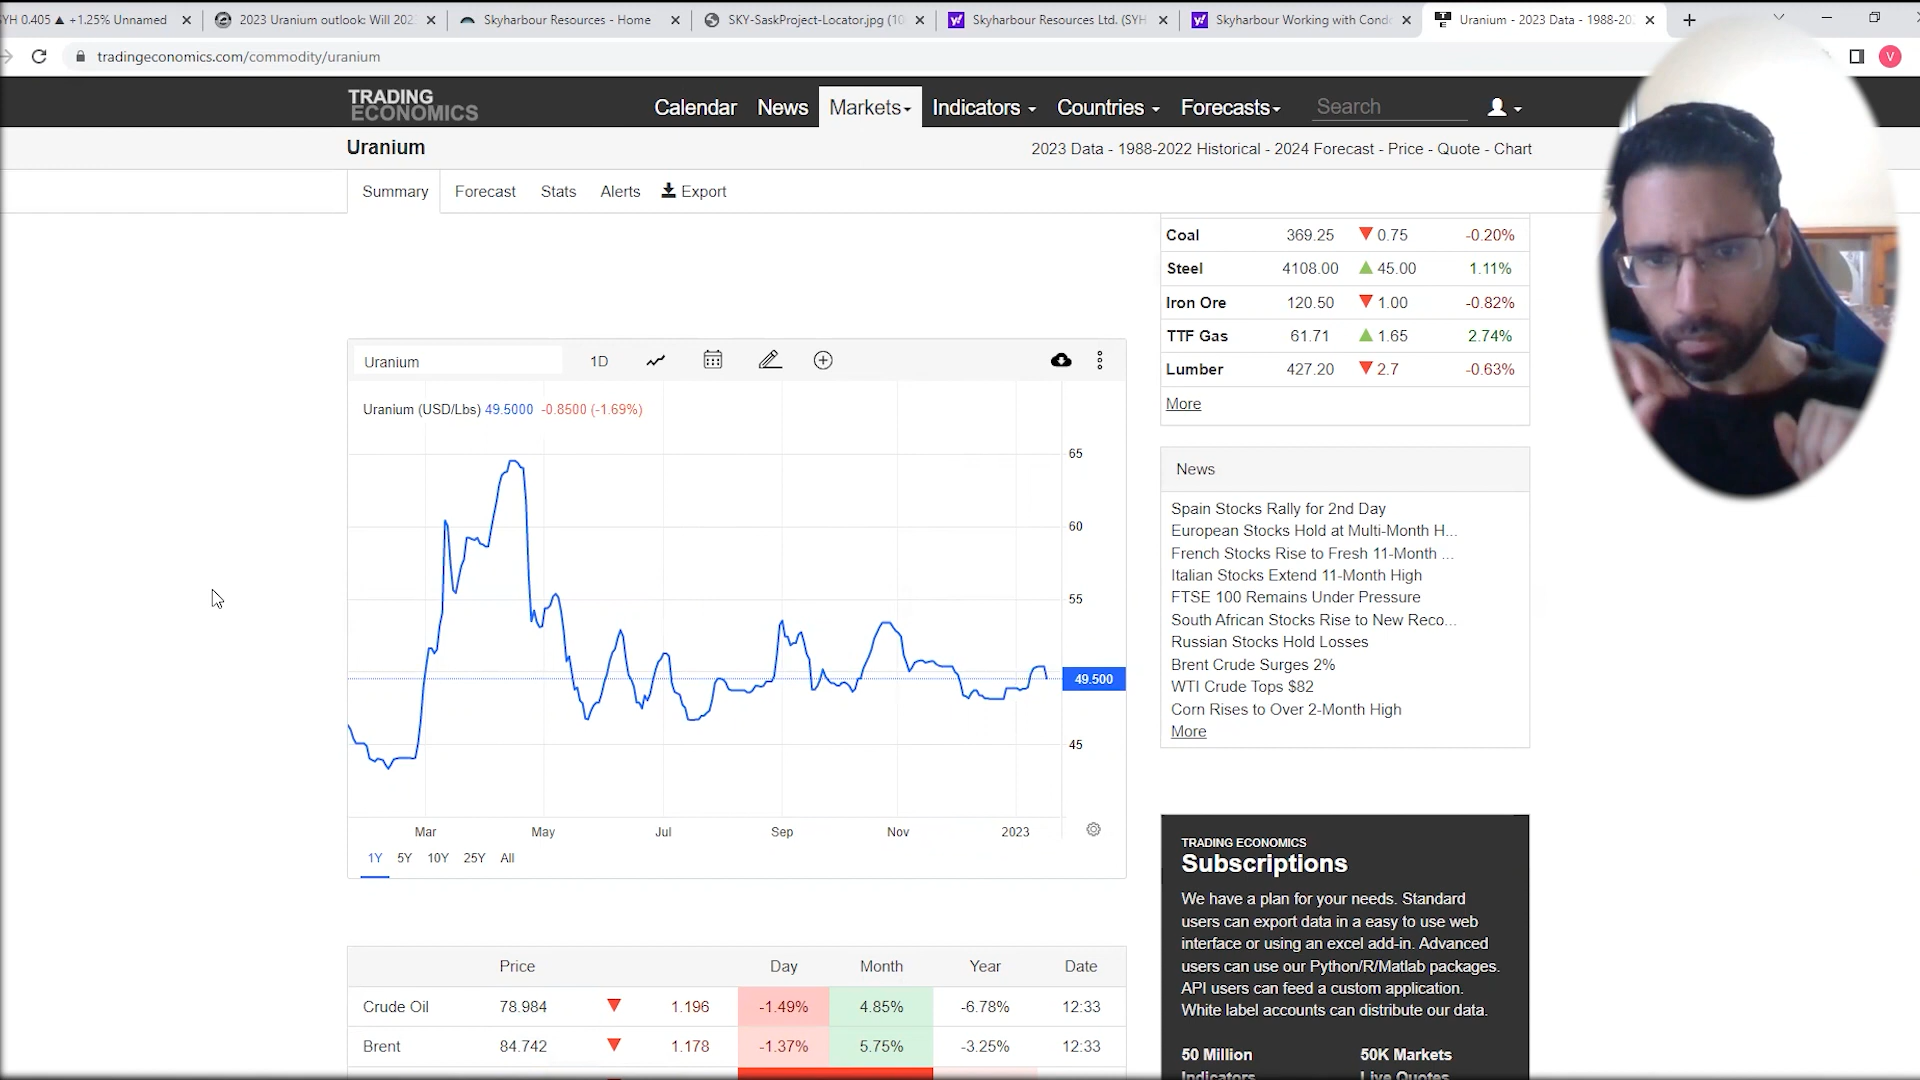 SYH 0.405 ▲ +1.25% Unnamed
2023 Uranium outlook: Will 202
Skyharbour Resources - Home
SKY-SaskProject-Locator.jpg (10
Skyharbour Resources Ltd. (SYH
Skyharbour Working with Cond
Uranium - 2023 Data - 1988-20
tradingeconomics.com/commodity/uranium
V
TRADING
ECONOMICS
Calendar News Markets Indicators Countries Forecasts Search
Uranium
2023 Data - 1988-2022 Historical - 2024 Forecast - Price - Quote - Chart
Summary Forecast Stats Alerts Export
Coal 369.25 ▼ 0.75 -0.20%
Steel 4108.00 ▲ 45.00 1.11%
Iron Ore 120.50 ▼ 1.00 -0.82%
TTF Gas 61.71 ▲ 1.65 2.74%
Lumber 427.20 ▼ 2.7 -0.63%
More
Uranium 1D
Uranium (USD/Lbs) 49.5000 -0.8500 (-1.69%)
65
60
55
49.500
45
Mar May Jul Sep Nov 2023
1Y 5Y 10Y 25Y All
News
Spain Stocks Rally for 2nd Day
European Stocks Hold at Multi-Month H...
French Stocks Rise to Fresh 11-Month ...
Italian Stocks Extend 11-Month High
FTSE 100 Remains Under Pressure
South African Stocks Rise to New Reco...
Russian Stocks Hold Losses
Brent Crude Surges 2%
WTI Crude Tops $82
Corn Rises to Over 2-Month High
More
Price Day Month Year Date
Crude Oil 78.984 ▼ 1.196 -1.49% 4.85% -6.78% 12:33
Brent 84.742 ▼ 1.178 -1.37% 5.75% -3.25% 12:33
TRADING ECONOMICS
Subscriptions
We have a plan for your needs. Standard
users can export data in a easy to use web
interface or using an excel add-in. Advanced
users can use our Python/R/Matlab packages.
API users can feed a custom application.
White label accounts can distribute our data.
50 Million 50K Markets
Indicators Live Quotes